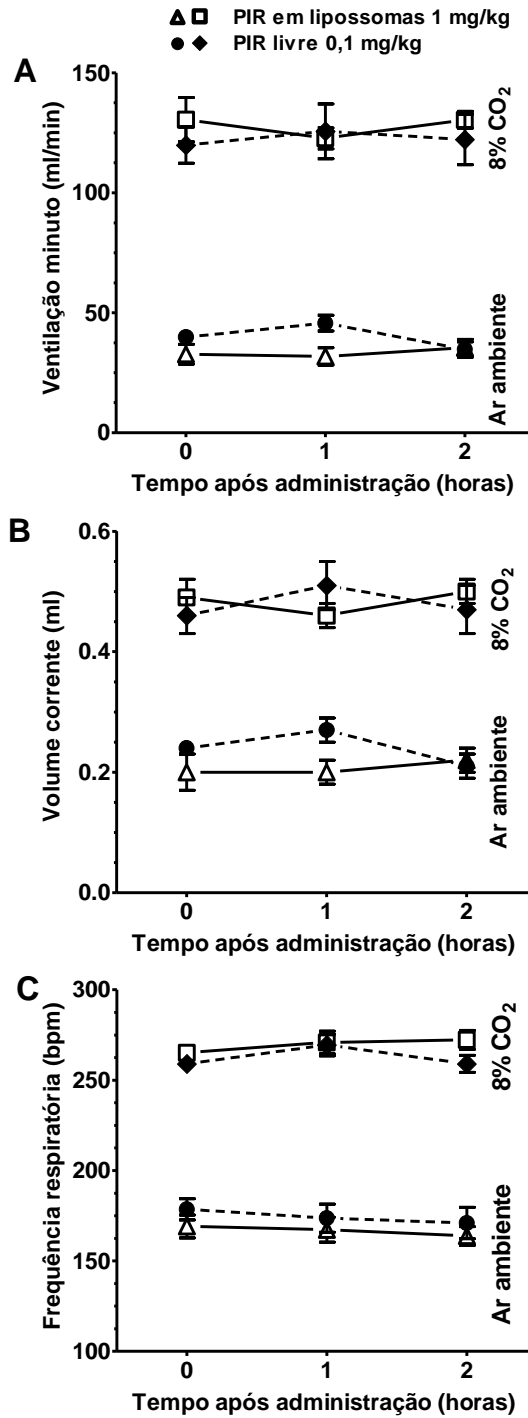 PIR em lipossomas 1 mg/kg
PIR livre 0,1 mg/kg
A
150
100
50
0
Ventilação minuto (ml/min)
8% CO2
Ar ambiente
0 1 2
Tempo após administração (horas)
B
0.6
0.4
0.2
0.0
Volume corrente (ml)
8% CO2
Ar ambiente
0 1 2
Tempo após administração (horas)
C
300
250
200
150
100
Frequência respiratória (bpm)
8% CO2
Ar ambiente
0 1 2
Tempo após administração (horas)